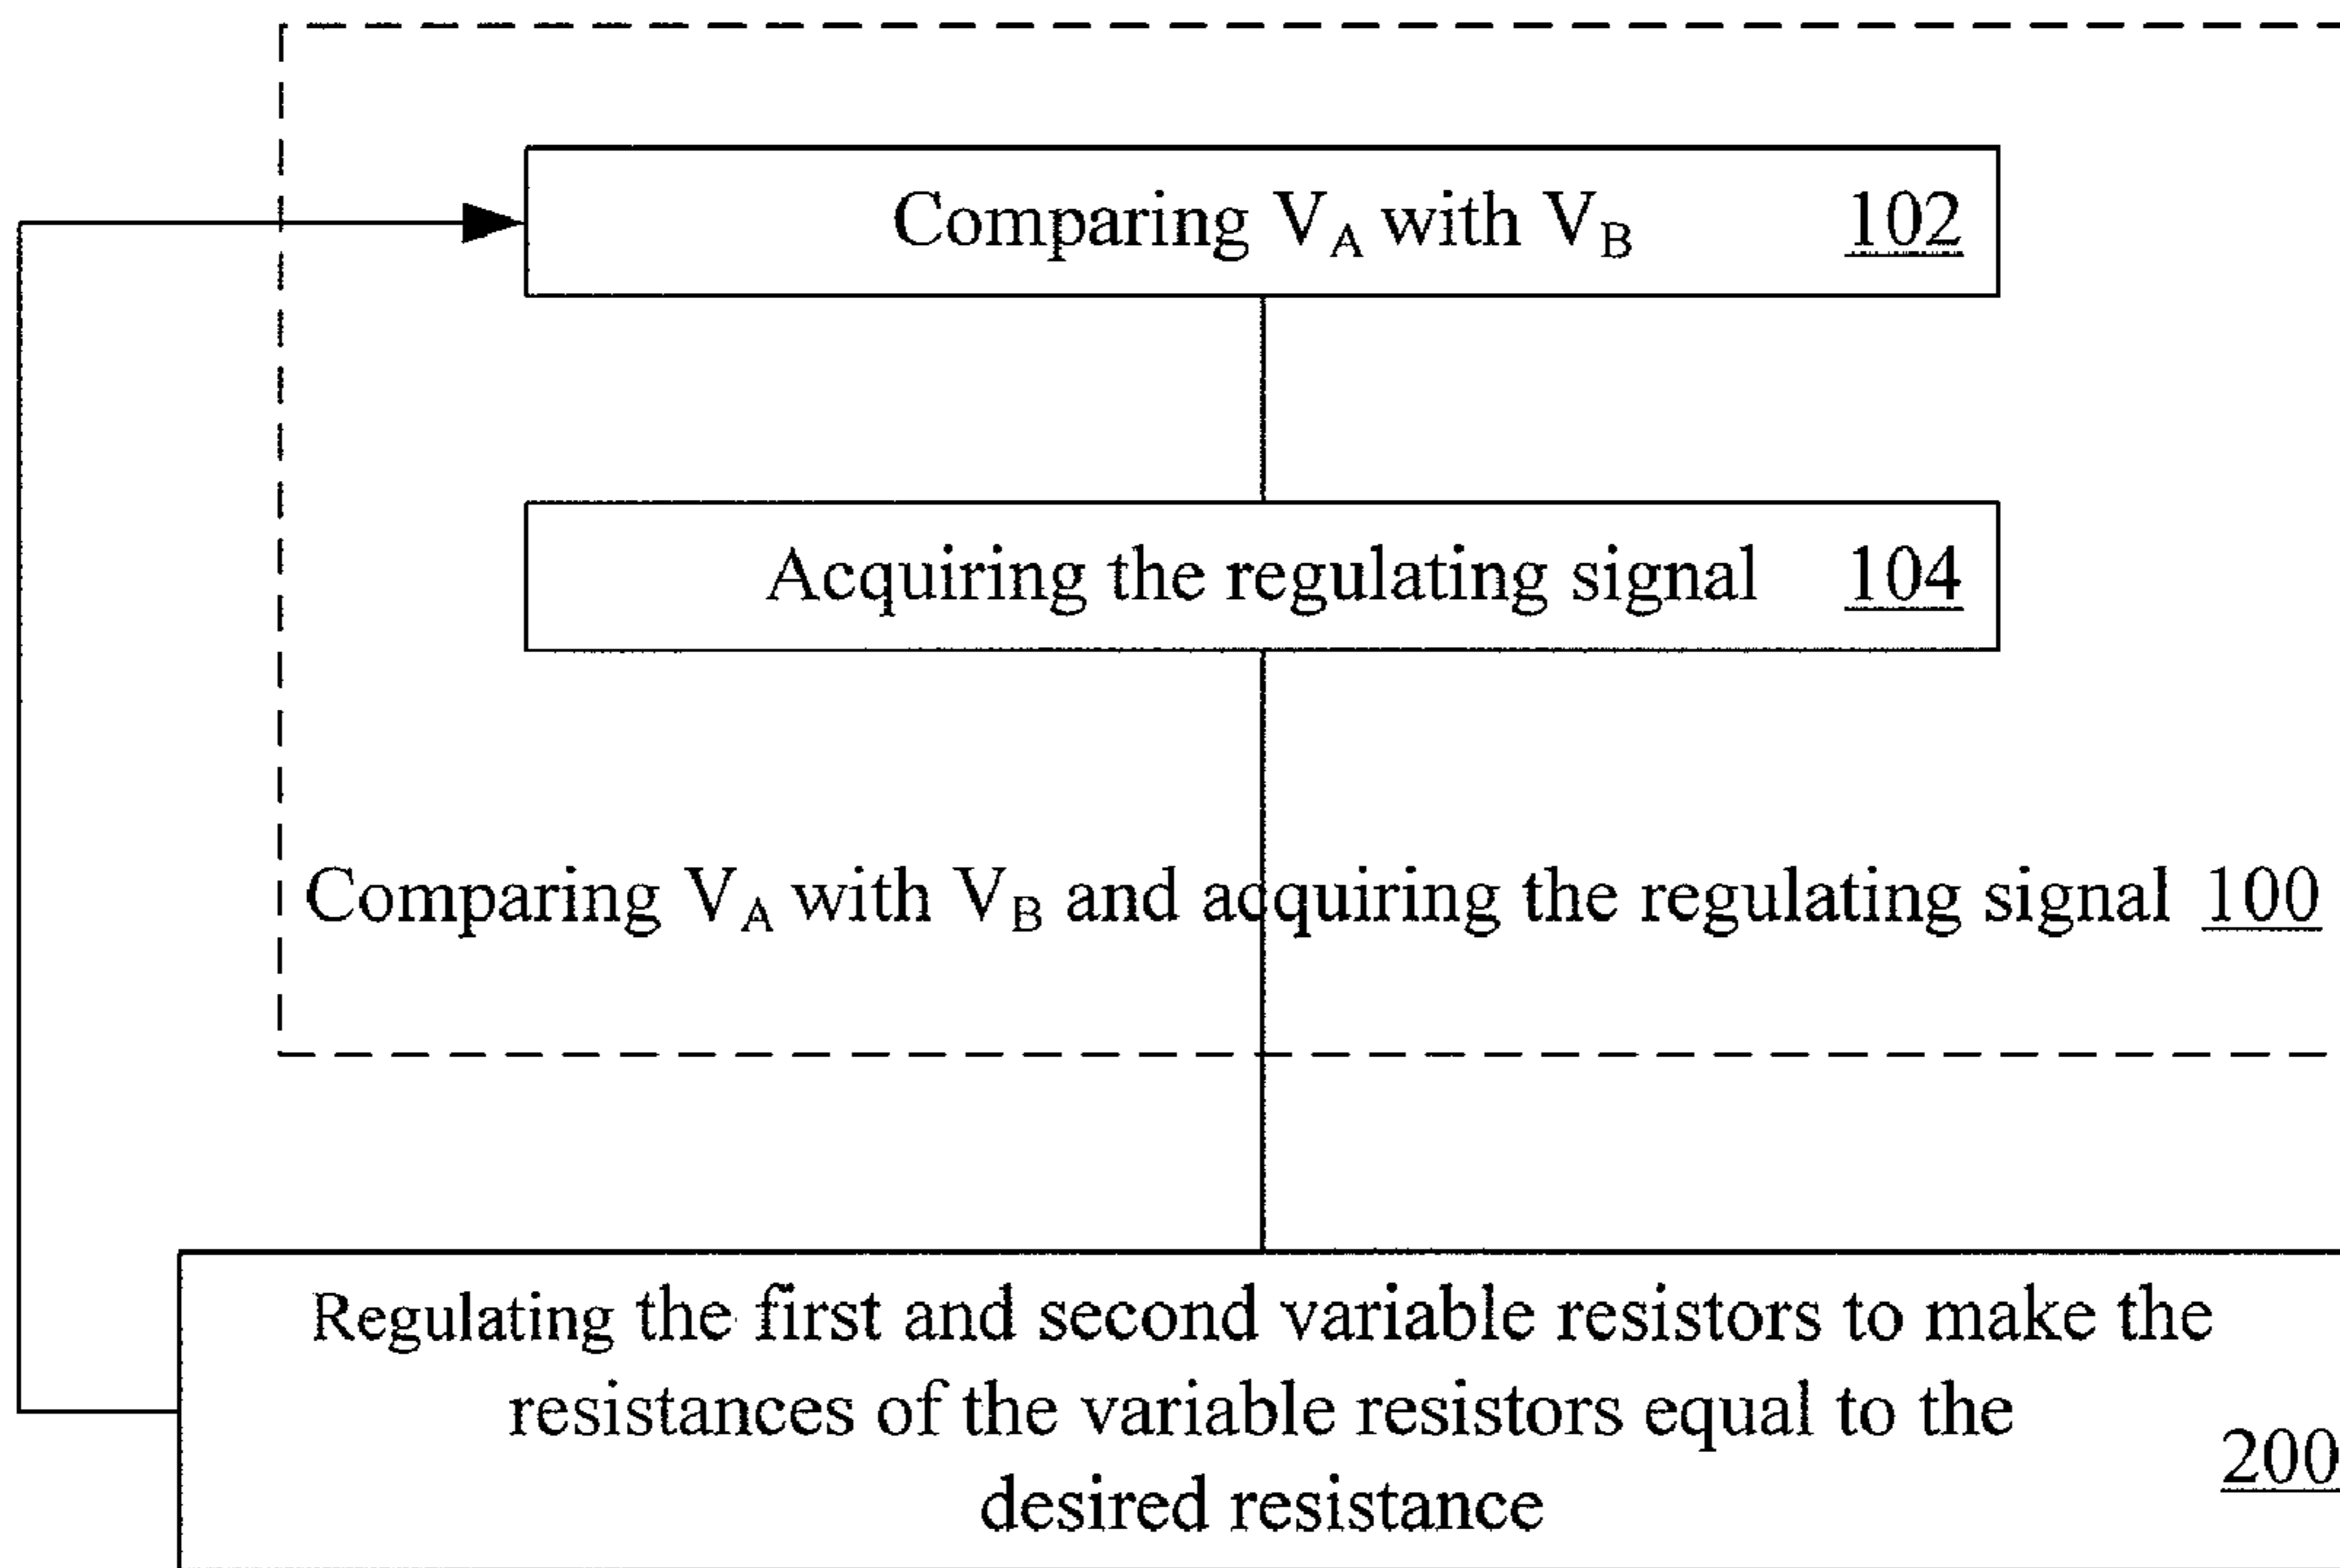 Comparing V_A with V_B 102
Acquiring the regulating signal 104
Comparing V_A with V_B and acquiring the regulating signal 100
Regulating the first and second variable resistors to make the
resistances of the variable resistors equal to the
200
desired resistance